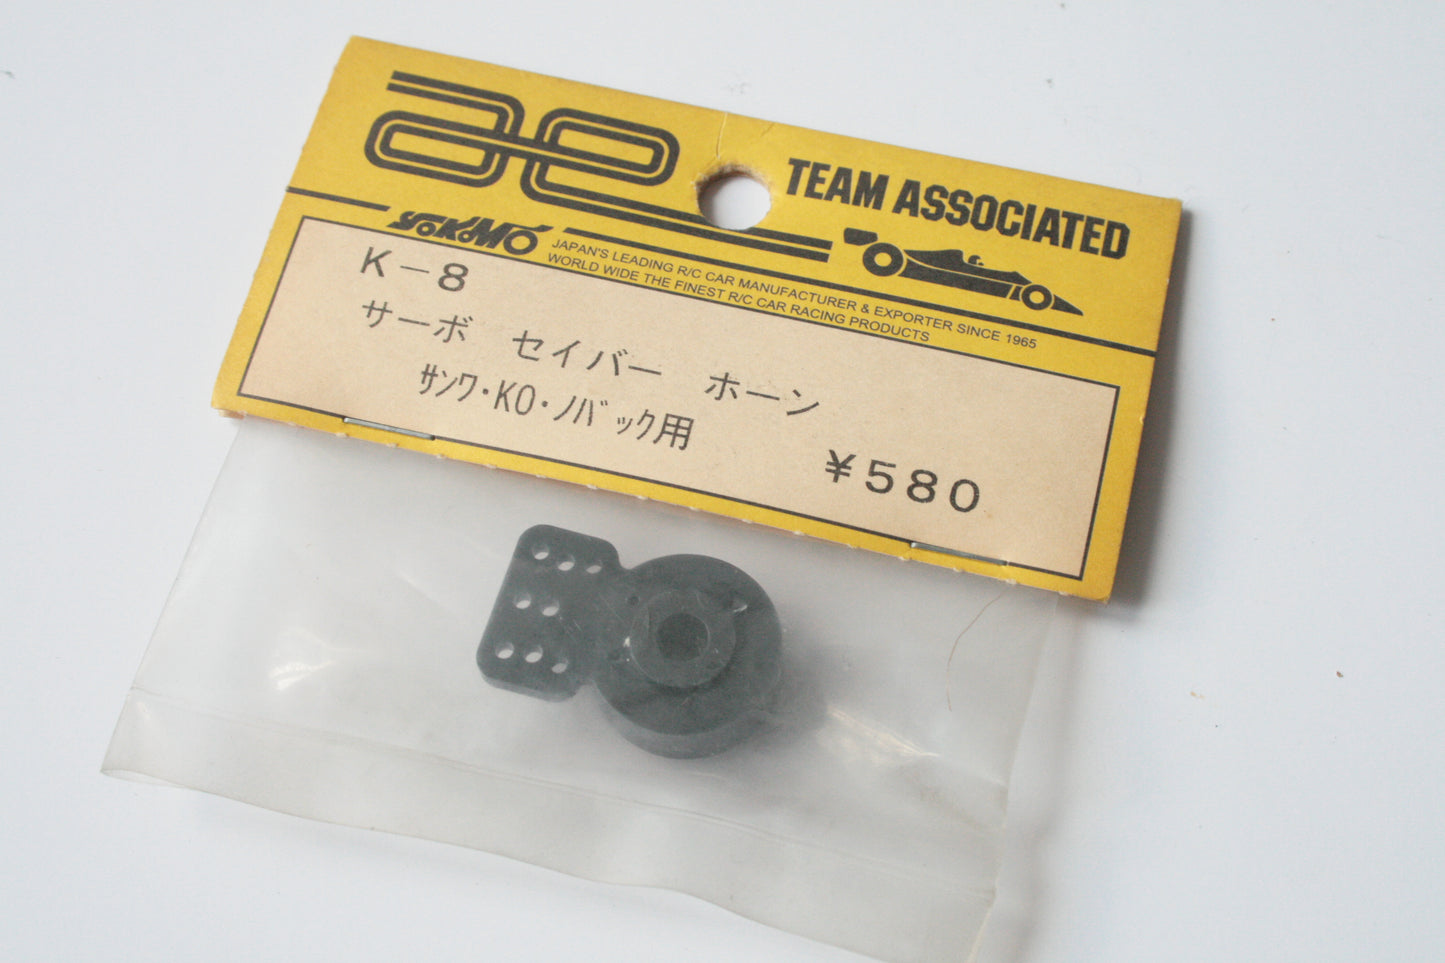 ae
TEAM ASSOCIATED
YOKOMO
JAPAN'S LEADING R/C CAR MANUFACTURER & EXPORTER SINCE 1965
WORLD WIDE THE FINEST R/C CAR RACING PRODUCTS
K-8
サーボ セイバー ホーン
ｻﾝﾜ・KO・ﾉﾊﾞｯｸ用
¥580